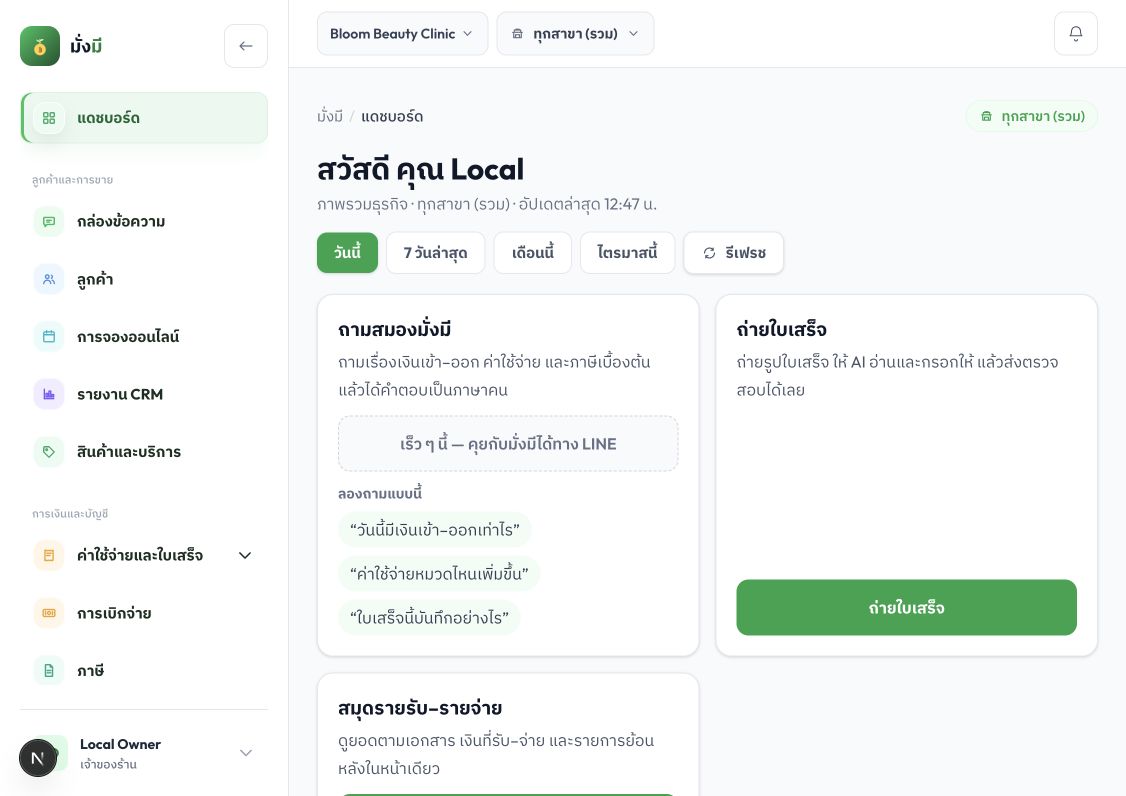 มั่งมี
แดชบอร์ด
ลูกค้าและการขาย
กล่องข้อความ
ลูกค้า
การจองออนไลน์
รายงาน CRM
สินค้าและบริการ
การเงินและบัญชี
ค่าใช้จ่ายและใบเสร็จ
การเบิกจ่าย
ภาษี
N
Local Owner
เจ้าของร้าน
Bloom Beauty Clinic
ทุกสาขา (รวม)
มั่งมี / แดชบอร์ด
ทุกสาขา (รวม)
สวัสดี คุณ Local
ภาพรวมธุรกิจ · ทุกสาขา (รวม) · อัปเดตล่าสุด 12:47 น.
วันนี้
7 วันล่าสุด
เดือนนี้
ไตรมาสนี้
รีเฟรช
ถามสมองมั่งมี
ถามเรื่องเงินเข้า–ออก ค่าใช้จ่าย และภาษีเบื้องต้น
แล้วได้คำตอบเป็นภาษาคน
เร็ว ๆ นี้ — คุยกับมั่งมีได้ทาง LINE
ลองถามแบบนี้
“วันนี้มีเงินเข้า–ออกเท่าไร”
“ค่าใช้จ่ายหมวดไหนเพิ่มขึ้น”
“ใบเสร็จนี้บันทึกอย่างไร”
ถ่ายใบเสร็จ
ถ่ายรูปใบเสร็จ ให้ AI อ่านและกรอกให้ แล้วส่งตรวจ
สอบได้เลย
ถ่ายใบเสร็จ
สมุดรายรับ–รายจ่าย
ดูยอดตามเอกสาร เงินที่รับ–จ่าย และรายการย้อน
หลังในหน้าเดียว